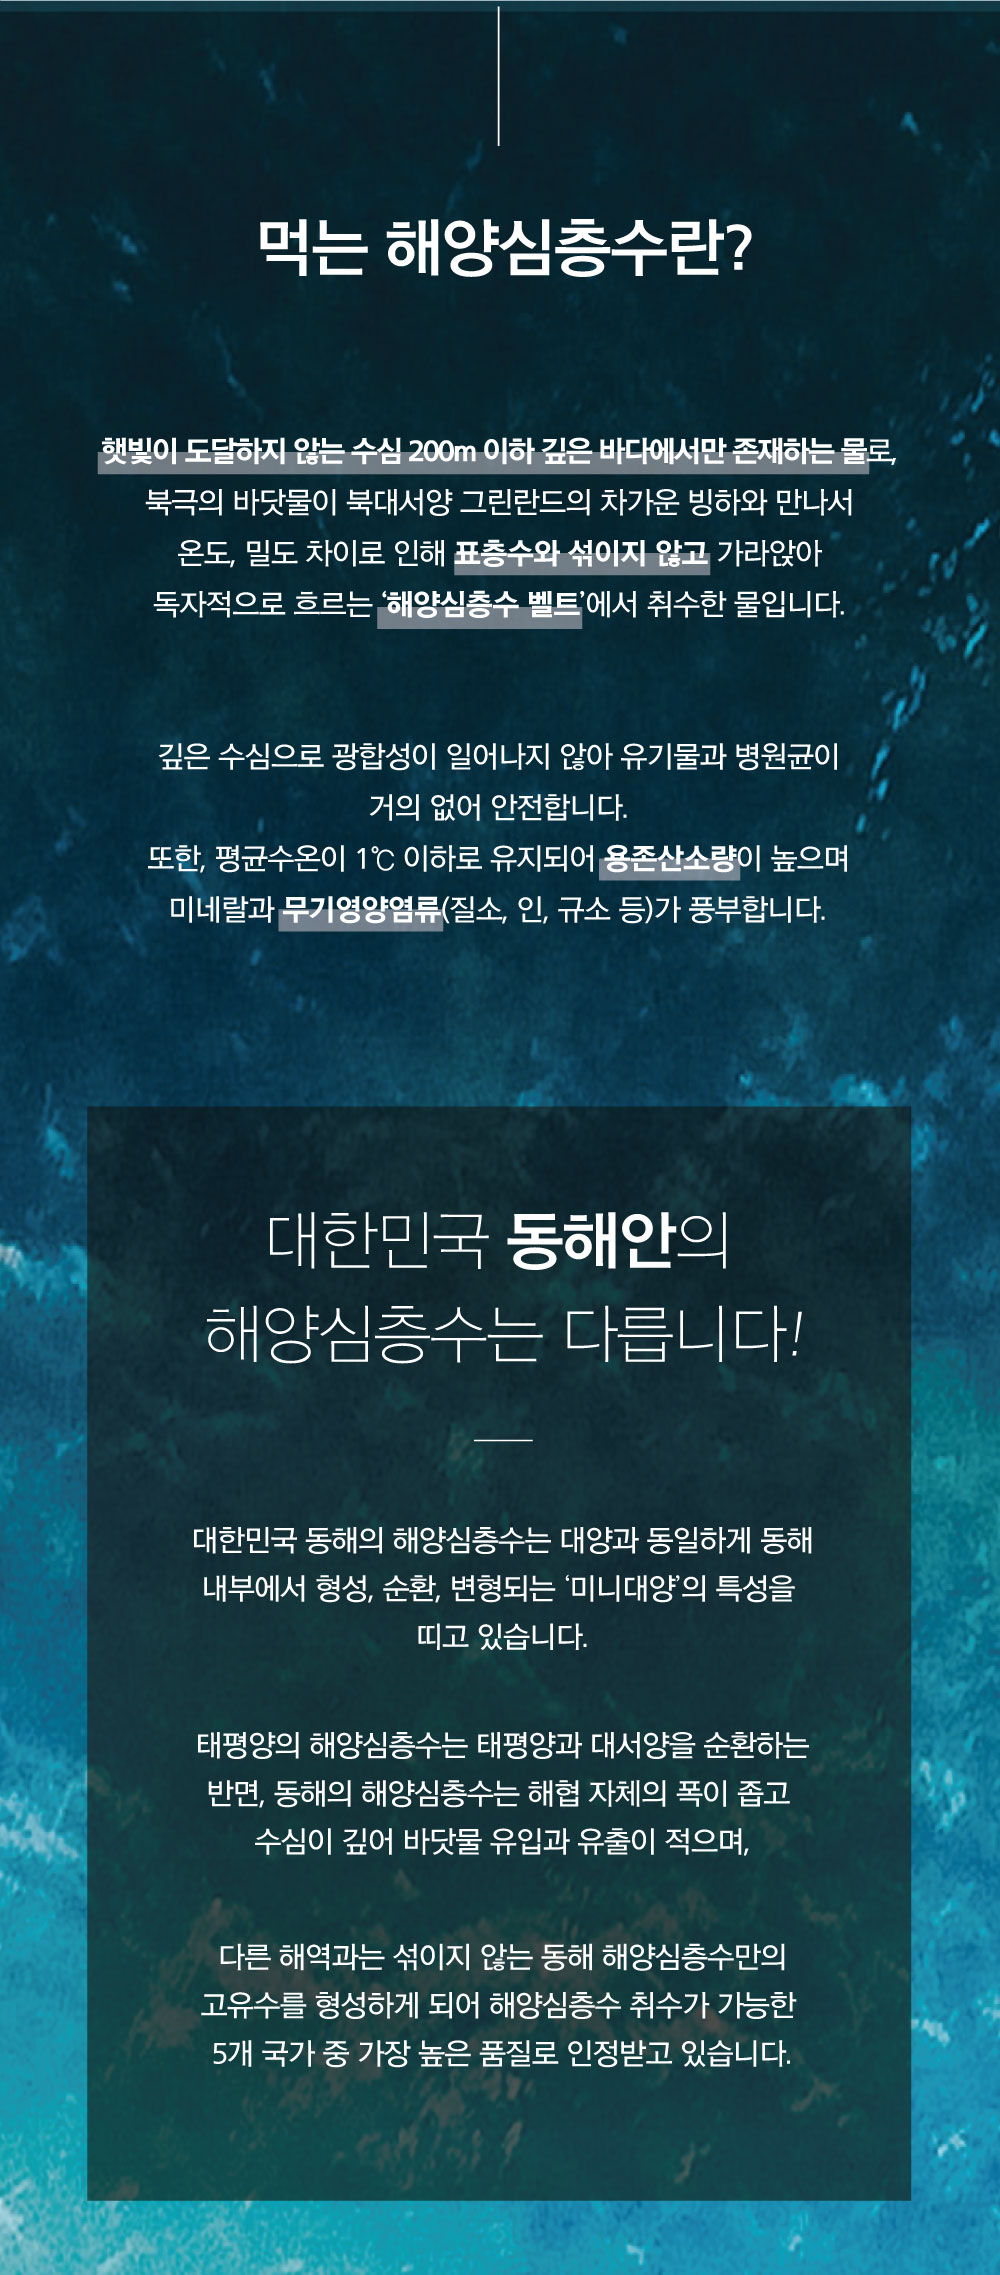 먹는 해양심층수란?
햇빛이 도달하지 않는 수심 200m 이하 깊은 바다에서만 존재하는 물로,
북극의 바닷물이 북대서양 그린란드의 차가운 빙하와 만나서
온도, 밀도 차이로 인해 표층수와 섞이지 않고 가라앉아
독자적으로 흐르는 ‘해양심층수 벨트’에서 취수한 물입니다.
깊은 수심으로 광합성이 일어나지 않아 유기물과 병원균이
거의 없어 안전합니다.
또한, 평균수온이 1℃ 이하로 유지되어 용존산소량이 높으며
미네랄과 무기영양염류(질소, 인, 규소 등)가 풍부합니다.
대한민국 동해안의
해양심층수는 다릅니다!
대한민국 동해의 해양심층수는 대양과 동일하게 동해
내부에서 형성, 순환, 변형되는 ‘미니대양’의 특성을
띠고 있습니다.
태평양의 해양심층수는 태평양과 대서양을 순환하는
반면, 동해의 해양심층수는 해협 자체의 폭이 좁고
수심이 깊어 바닷물 유입과 유출이 적으며,
다른 해역과는 섞이지 않는 동해 해양심층수만의
고유수를 형성하게 되어 해양심층수 취수가 가능한
5개 국가 중 가장 높은 품질로 인정받고 있습니다.